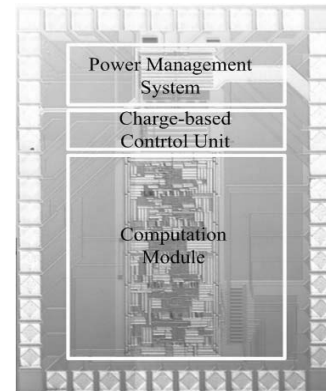 Power Management
System
Charge-based
Contrtol Unit
Computation
Module